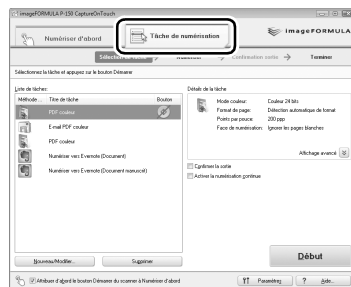 imageFORMULA P-150 CaptureOnTouch
Numériser d'abord
Tâche de numérisation
imageFORMULA
Confirmation sortie
Terminer
Sélectionnez la tâche et appuyez sur le bouton Démarrer
Liste de tâches:
Méthode... Titre de tâche Bouton
PDF couleur
E-mail PDF couleur
PDF couleur
Numériser vers Evernote (Document)
Numériser vers Evernote (Document manuscrit)
Nouveau/Modifier...
Supprimer
Détails de la tâche
Mode couleur: Couleur 24 bits
Format de page: Détection automatique de format
Points par pouce: 200 ppp
Face de numérisation: Ignorer les pages blanches
Affichage avancé
Confirmer la sortie
Activer la numérisation continue
Début
Attribuer d'abord le bouton Démarrer du scanner à Numériser d'abord
Paramètres
? Aide...